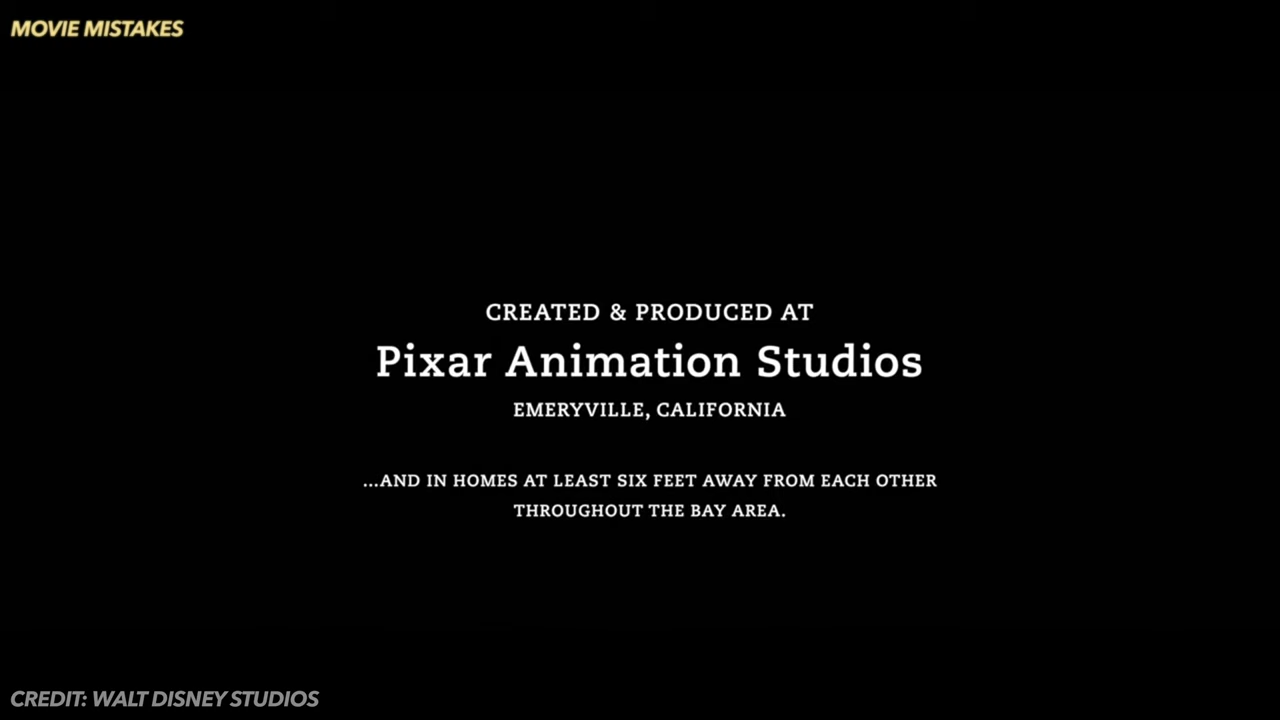 MOVIE MISTAKES
CREATED & PRODUCED AT
Pixar Animation Studios
EMERYVILLE, CALIFORNIA
...AND IN HOMES AT LEAST SIX FEET AWAY FROM EACH OTHER
THROUGHOUT THE BAY AREA.
CREDIT: WALT DISNEY STUDIOS